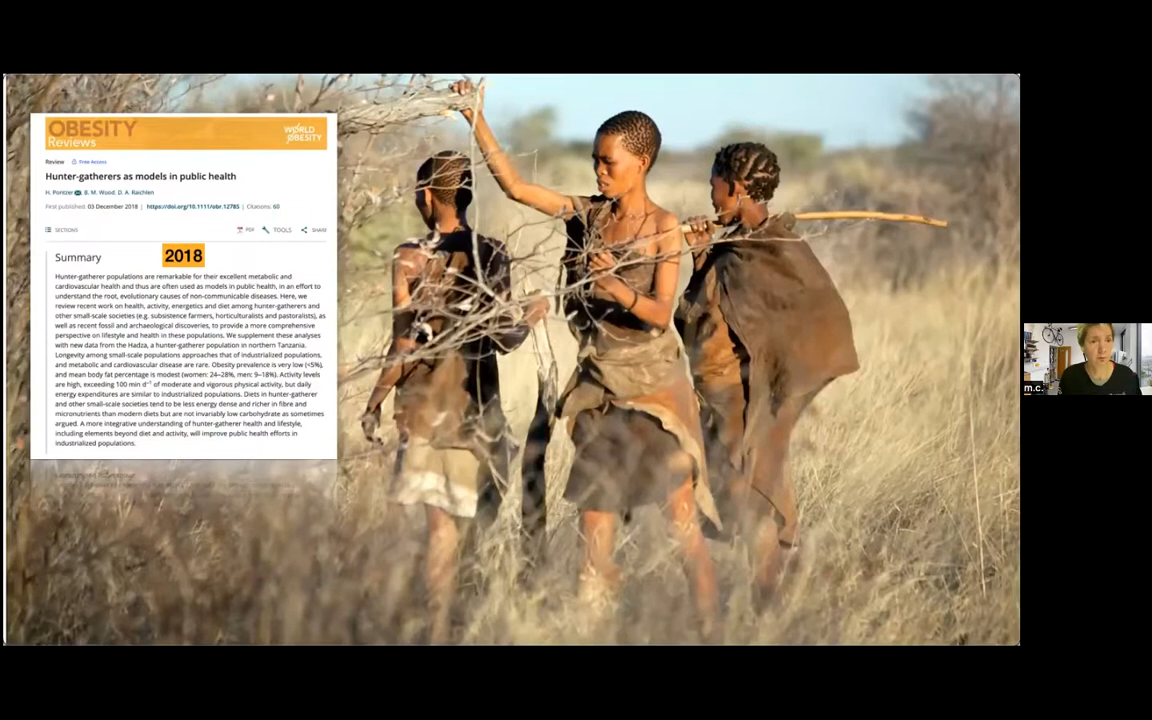 OBESITY
Reviews
WORLD
OBESITY
Review Free Access
Hunter-gatherers as models in public health
H. Pontzer, B. M. Wood, D. A. Raichlen
First published: 03 December 2018 | https://doi.org/10.1111/obr.12785 | Citations: 60
SECTIONS PDF TOOLS SHARE
2018
Summary
Hunter-gatherer populations are remarkable for their excellent metabolic and
cardiovascular health and thus are often used as models in public health, in an effort to
understand the root, evolutionary causes of non-communicable diseases. Here, we
review recent work on health, activity, energetics and diet among hunter-gatherers and
other small-scale societies (e.g. subsistence farmers, horticulturalists and pastoralists), as
well as recent fossil and archaeological discoveries, to provide a more comprehensive
perspective on lifestyle and health in these populations. We supplement these analyses
with new data from the Hadza, a hunter-gatherer population in northern Tanzania.
Longevity among small-scale populations approaches that of industrialized populations,
and metabolic and cardiovascular disease are rare. Obesity prevalence is very low (<5%),
and mean body fat percentage is modest (women: 24–28%, men: 9–18%). Activity levels
are high, exceeding 100 min d⁻¹ of moderate and vigorous physical activity, but daily
energy expenditures are similar to industrialized populations. Diets in hunter-gatherer
and other small-scale societies tend to be less energy dense and richer in fibre and
micronutrients than modern diets but are not invariably low carbohydrate as sometimes
argued. A more integrative understanding of hunter-gatherer health and lifestyle,
including elements beyond diet and activity, will improve public health efforts in
industrialized populations.
m.c.